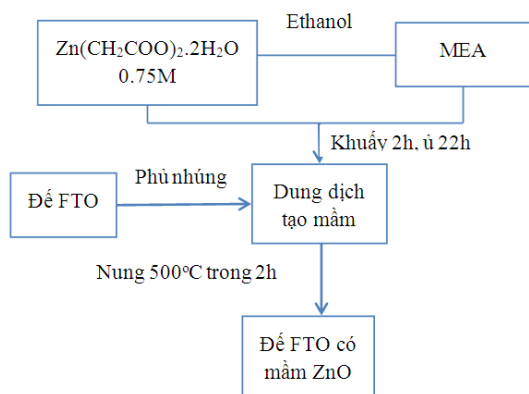 Ethanol
Zn(CH₂COO)₂.2H₂O
0.75M
MEA
Khuấy 2h, ủ 22h
Phủ nhúng
Đế FTO
Dung dịch
tạo mầm
Nung 500°C trong 2h
Đế FTO có
mầm ZnO